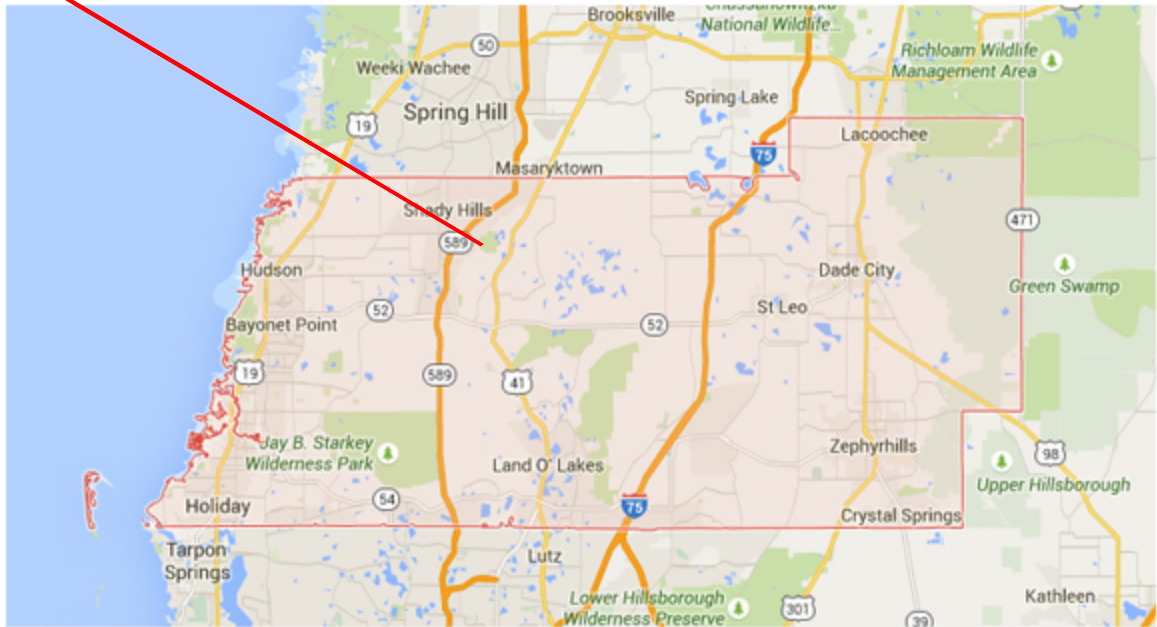 Brooksville
Chassahowitzka
National Wildlife...
50
Weeki Wachee
Richloam Wildlife
Management Area
Spring Lake
Spring Hill
19
Lacoochee
75
Masaryktown
Shady Hills
471
589
Hudson
Dade City
Green Swamp
52
St Leo
Bayonet Point
52
19
589
41
Jay B. Starkey
Wilderness Park
Zephyrhills
98
Land O' Lakes
Upper Hillsborough
54
Holiday
75
Crystal Springs
Tarpon
Springs
Lutz
Lower Hillsborough
Wilderness Preserve
Kathleen
301
39